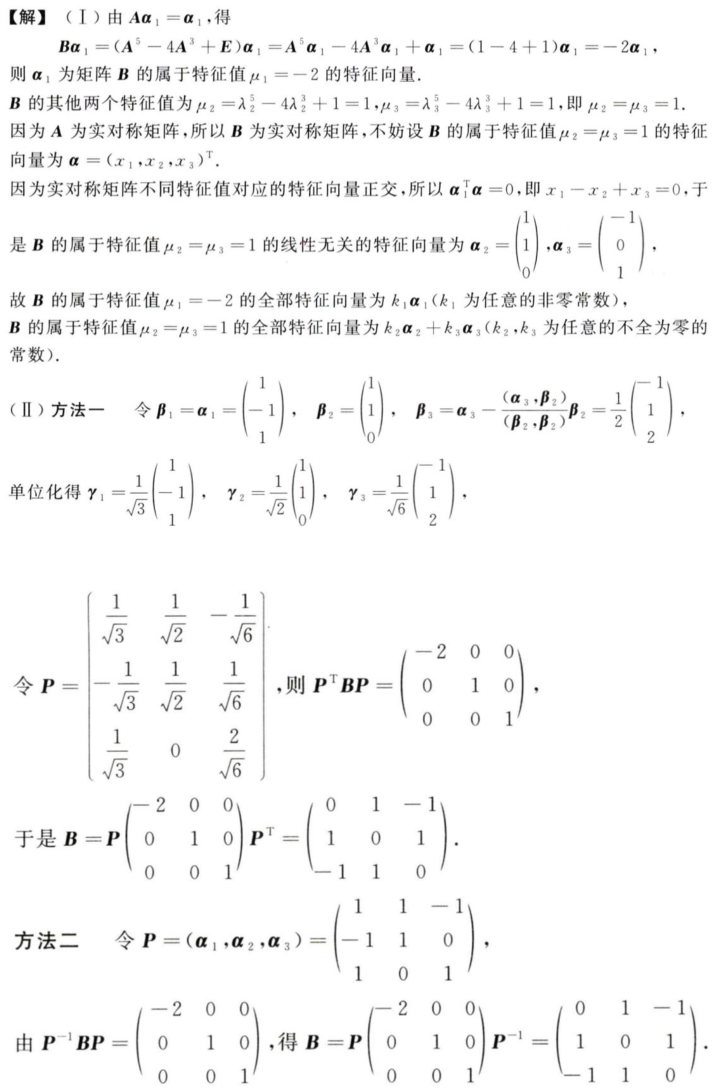 【解】 (Ⅰ)由 Aα₁=α₁,得
Bα₁=(A⁵-4A³+E)α₁=A⁵α₁-4A³α₁+α₁=(1-4+1)α₁=-2α₁,
则 α₁ 为矩阵 B 的属于特征值 μ₁=-2 的特征向量.
B 的其他两个特征值为 μ₂=λ₂⁵-4λ₂³+1=1,μ₃=λ₃⁵-4λ₃³+1=1,即 μ₂=μ₃=1.
因为 A 为实对称矩阵,所以 B 为实对称矩阵,不妨设 B 的属于特征值 μ₂=μ₃=1 的特征
向量为 α=(x₁,x₂,x₃)ᵀ.
因为实对称矩阵不同特征值对应的特征向量正交,所以 α₁ᵀα=0,即 x₁-x₂+x₃=0,于
是 B 的属于特征值 μ₂=μ₃=1 的线性无关的特征向量为 α₂=(1, 1, 0),α₃=(-1, 0, 1),
故 B 的属于特征值 μ₁=-2 的全部特征向量为 k₁α₁(k₁ 为任意的非零常数),
B 的属于特征值 μ₂=μ₃=1 的全部特征向量为 k₂α₂+k₃α₃(k₂,k₃ 为任意的不全为零的
常数).
(Ⅱ)方法一 令 β₁=α₁=(1, -1, 1), β₂=(1, 1, 0), β₃=α₃-(α₃,β₂)/(β₂,β₂)β₂=1/2(-1, 1, 2),
单位化得 γ₁=1/√3(1, -1, 1), γ₂=1/√2(1, 1, 0), γ₃=1/√6(-1, 1, 2),
令 P=(1/√3 1/√2 -1/√6; -1/√3 1/√2 1/√6; 1/√3 0 2/√6),则 PᵀBP=(-2 0 0; 0 1 0; 0 0 1),
于是 B=P(-2 0 0; 0 1 0; 0 0 1)Pᵀ=(0 1 -1; 1 0 1; -1 1 0).
方法二 令 P=(α₁,α₂,α₃)=(1 1 -1; -1 1 0; 1 0 1),
由 P⁻¹BP=(-2 0 0; 0 1 0; 0 0 1),得 B=P(-2 0 0; 0 1 0; 0 0 1)P⁻¹=(0 1 -1; 1 0 1; -1 1 0).